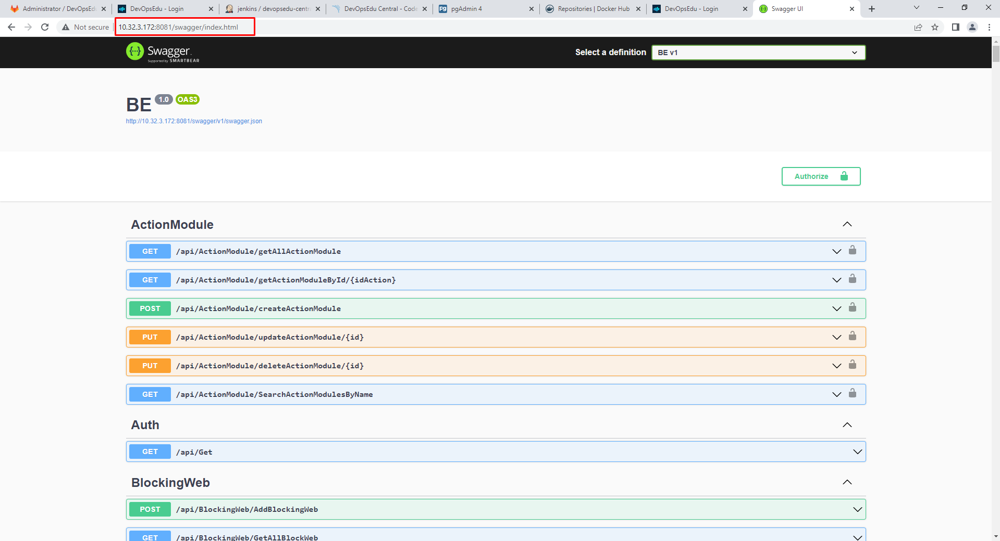 Administrator / DevOpsEdu
DevOpsEdu - Login
jenkins / devopsedu-centra
DevOpsEdu Central - Code
pgAdmin 4
Repositories | Docker Hub
DevOpsEdu - Login
Swagger UI
Not secure
10.32.3.172:8081/swagger/index.html
Swagger
Supported by SMARTBEAR
Select a definition
BE v1
BE 1.0 OAS3
http://10.32.3.172:8081/swagger/v1/swagger.json
Authorize
ActionModule
GET /api/ActionModule/getAllActionModule
GET /api/ActionModule/getActionModuleById/{idAction}
POST /api/ActionModule/createActionModule
PUT /api/ActionModule/updateActionModule/{id}
PUT /api/ActionModule/deleteActionModule/{id}
GET /api/ActionModule/SearchActionModulesByName
Auth
GET /api/Get
BlockingWeb
POST /api/BlockingWeb/AddBlockingWeb
GET /api/BlockingWeb/GetAllBlockWeb